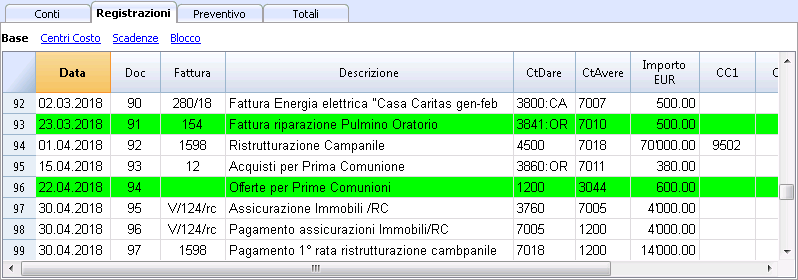 Conti Registrazioni Preventivo Totali
Base Centri Costo Scadenze Blocco
Data Doc Fattura Descrizione CtDare CtAvere Importo EUR CC1 C
92 02.03.2018 90 280/18 Fattura Energia elettrica "Casa Caritas gen-feb 3800:CA 7007 500.00
93 23.03.2018 91 154 Fattura riparazione Pulmino Oratorio 3841:OR 7010 500.00
94 01.04.2018 92 1598 Ristrutturazione Campanile 4500 7018 70'000.00 9502
95 15.04.2018 93 12 Acquisti per Prima Comunione 3860:OR 7011 380.00
96 22.04.2018 94 Offerte per Prime Comunioni 1200 3044 600.00
97 30.04.2018 95 V/124/rc Assicurazione Immobili /RC 3760 7005 4'000.00
98 30.04.2018 96 V/124/rc Pagamento assicurazioni Immobili/RC 7005 1200 4'000.00
99 30.04.2018 97 1598 Pagamento 1° rata ristrutturazione cambpanile 7018 1200 14'000.00